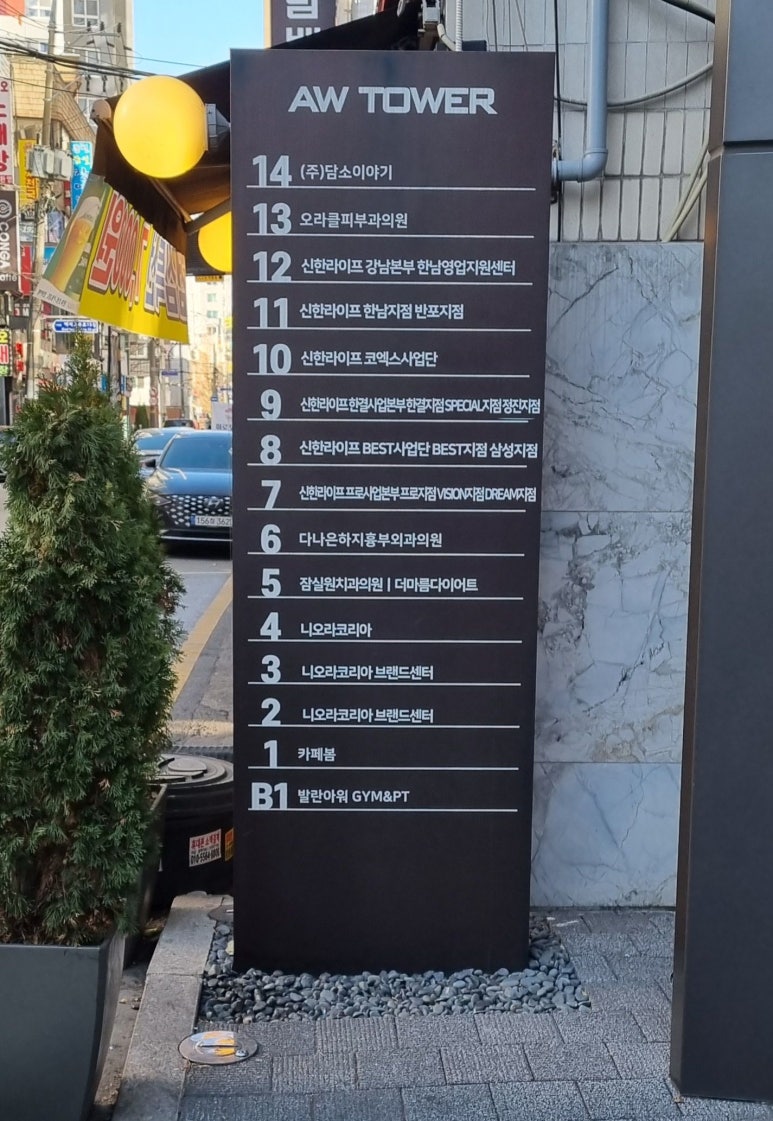 AW TOWER
14 (주)담소이야기
13 오라클피부과의원
12 신한라이프 강남본부 한남영업지원센터
11 신한라이프 한남지점 반포지점
10 신한라이프 코엑스사업단
9 신한라이프 한결사업본부 한결지점 SPECIAL지점 정진지점
8 신한라이프 BEST사업단 BEST지점 삼성지점
7 신한라이프 프로사업본부 프로지점 VISION지점 DREAM지점
6 다나은하지흉부외과의원
5 잠실원치과의원 | 더마름다이어트
4 니오라코리아
3 니오라코리아 브랜드센터
2 니오라코리아 브랜드센터
1 카페봄
B1 발란아워 GYM&PT